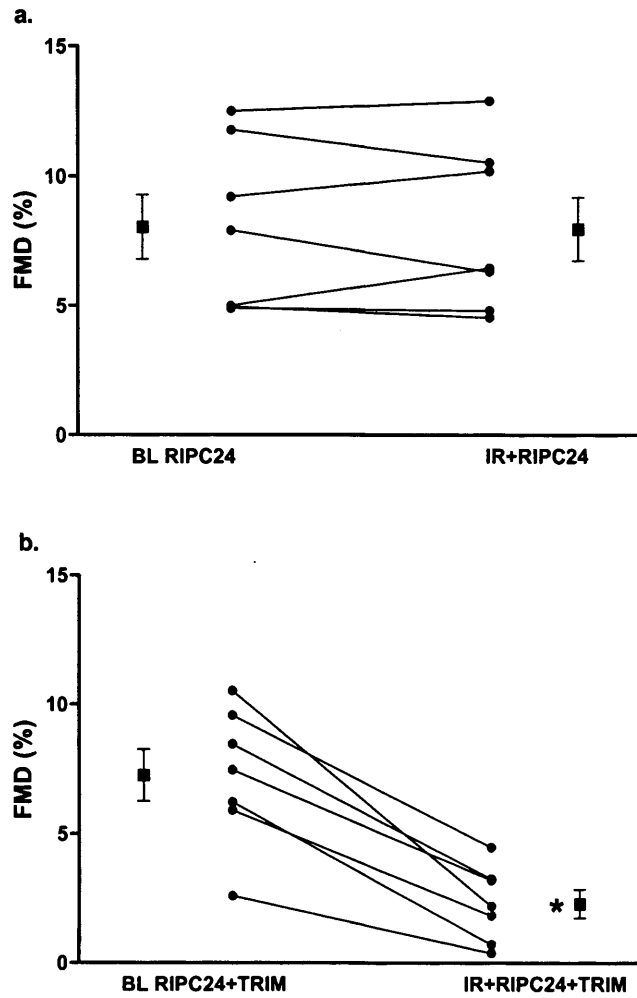 a.
15
10
5
0
FMD (%)
BL RIPC24
IR+RIPC24
b.
15
10
5
0
FMD (%)
*
BL RIPC24+TRIM
IR+RIPC24+TRIM